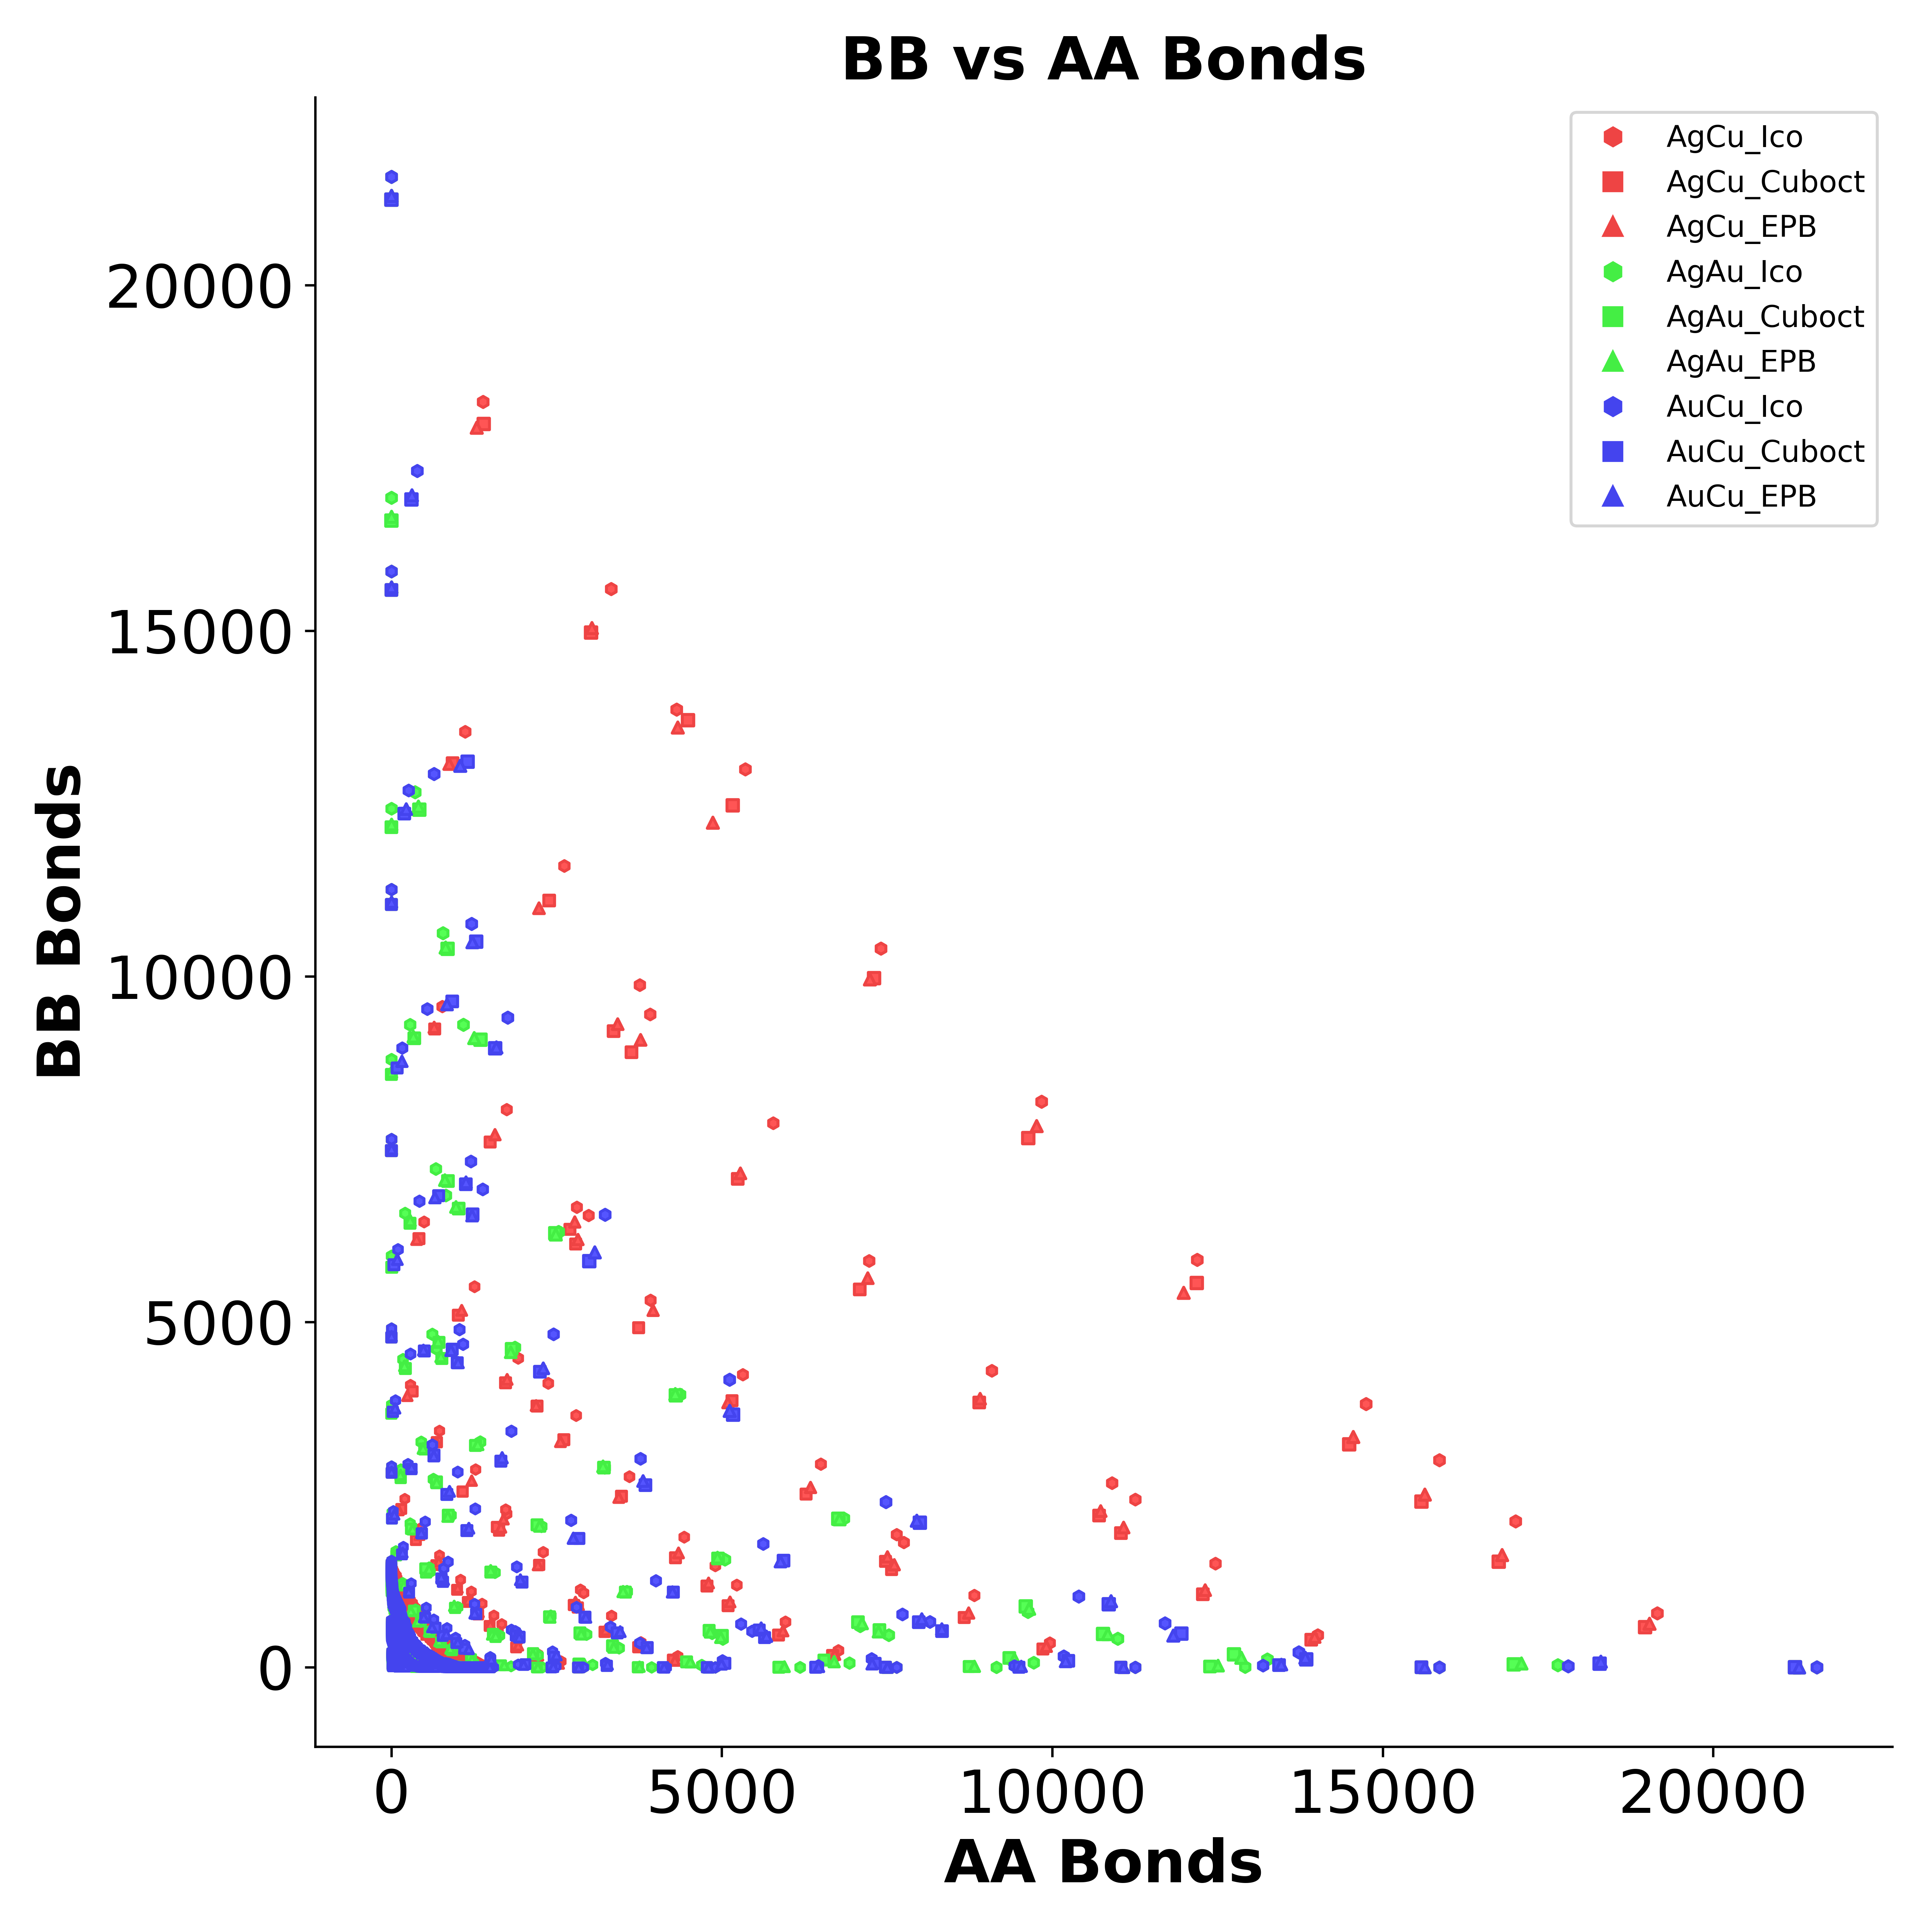 BB vs AA Bonds
AgCu_Ico
AgCu_Cuboct
AgCu_EPB
AgAu_Ico
AgAu_Cuboct
AgAu_EPB
AuCu_Ico
AuCu_Cuboct
AuCu_EPB
BB Bonds
20000
15000
10000
5000
0
0 5000 10000 15000 20000
AA Bonds